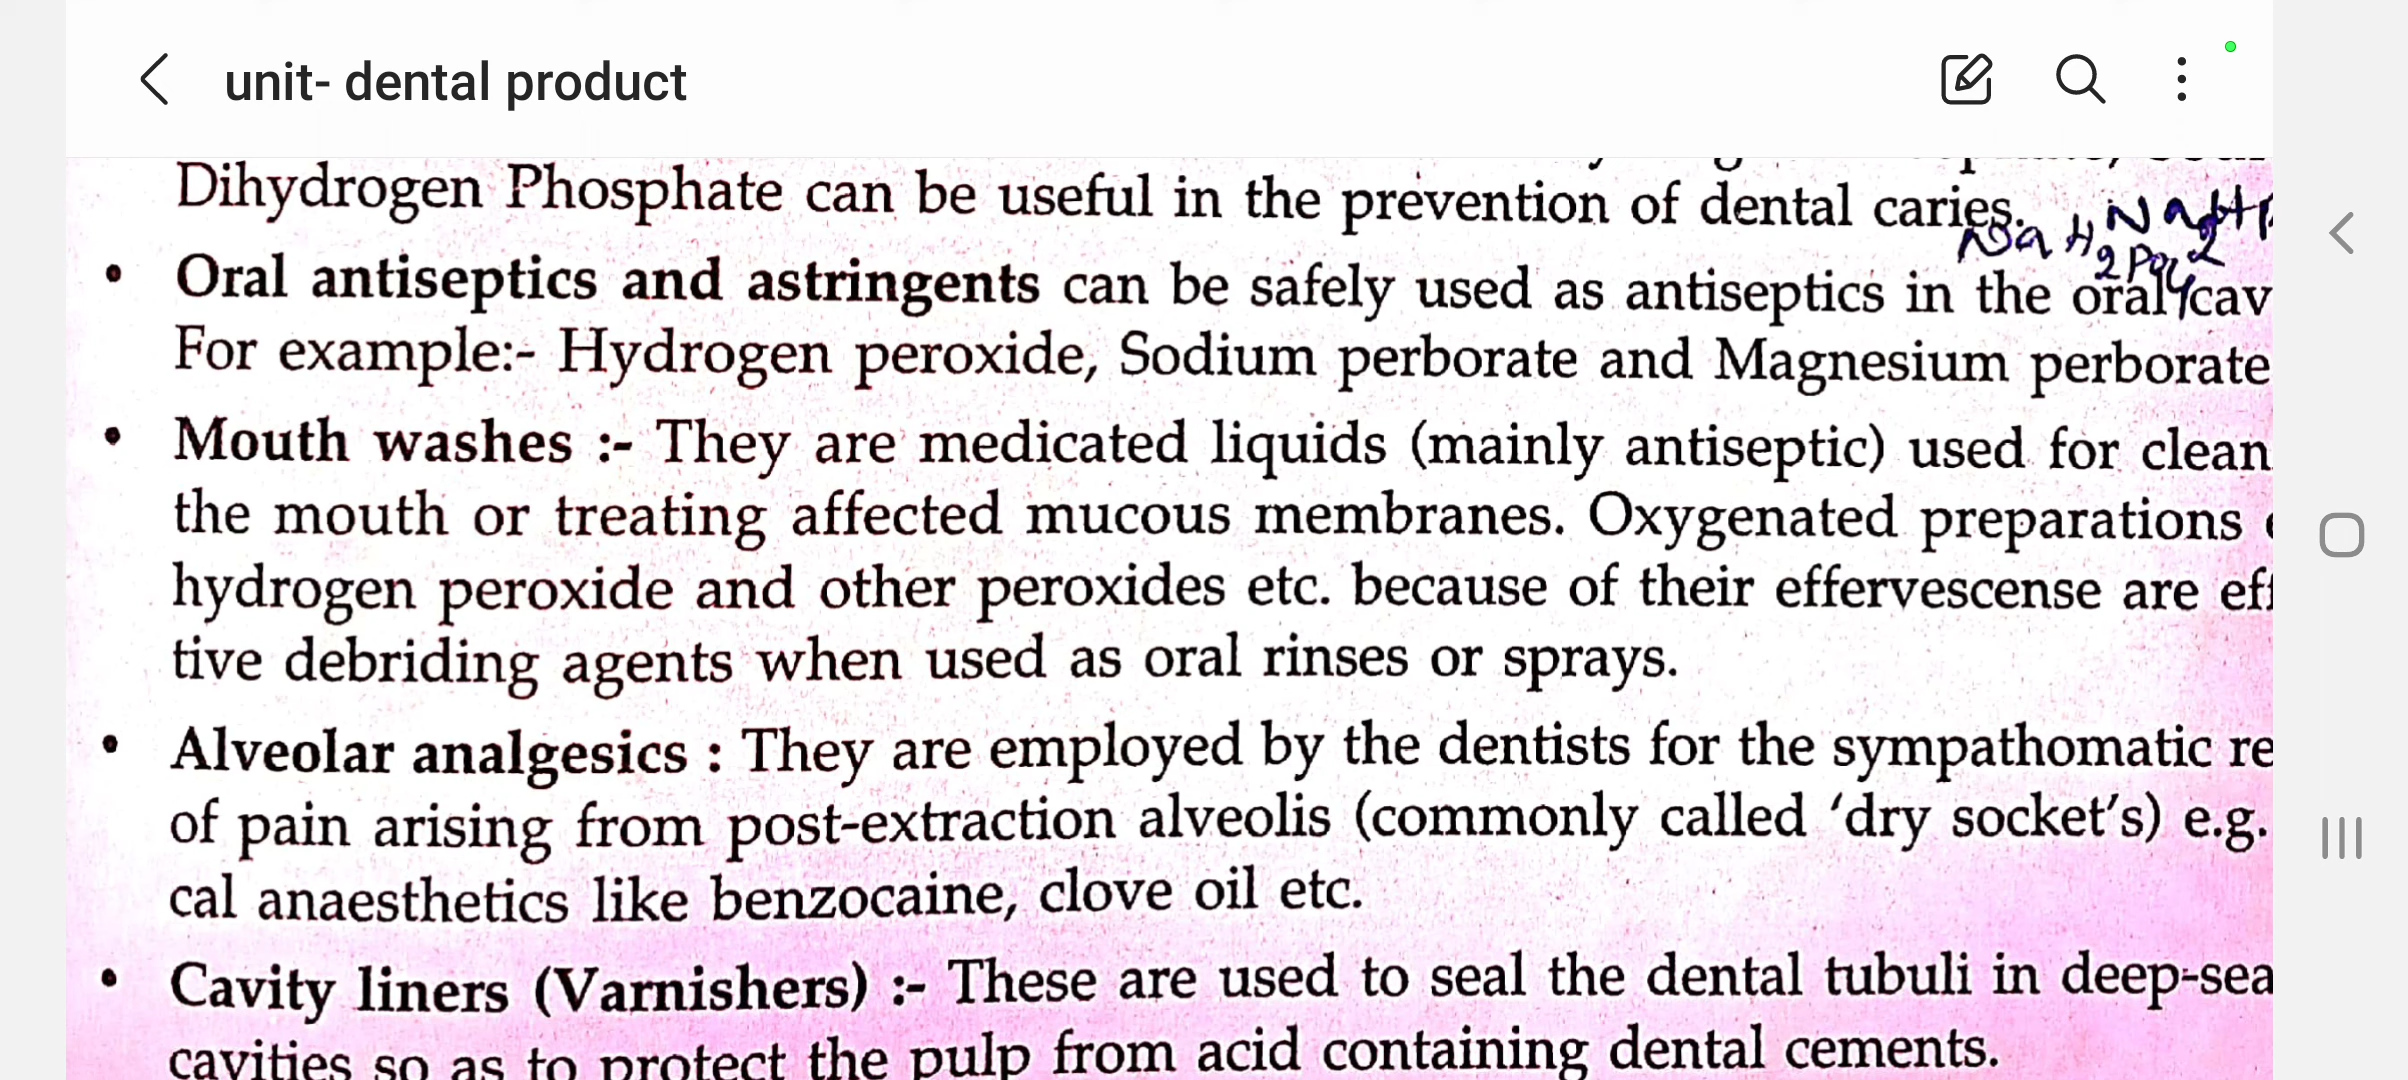 unit- dental product
Dihydrogen Phosphate can be useful in the prevention of dental caries.
NaH2PO4
• Oral antiseptics and astringents can be safely used as antiseptics in the oral cav
For example:- Hydrogen peroxide, Sodium perborate and Magnesium perborate
• Mouth washes :- They are medicated liquids (mainly antiseptic) used for clean
the mouth or treating affected mucous membranes. Oxygenated preparations
hydrogen peroxide and other peroxides etc. because of their effervescense are eff
tive debriding agents when used as oral rinses or sprays.
• Alveolar analgesics : They are employed by the dentists for the sympathomatic re
of pain arising from post-extraction alveolis (commonly called ‘dry socket’s) e.g.
cal anaesthetics like benzocaine, clove oil etc.
• Cavity liners (Varnishers) :- These are used to seal the dental tubuli in deep-sea
cavities so as to protect the pulp from acid containing dental cements.